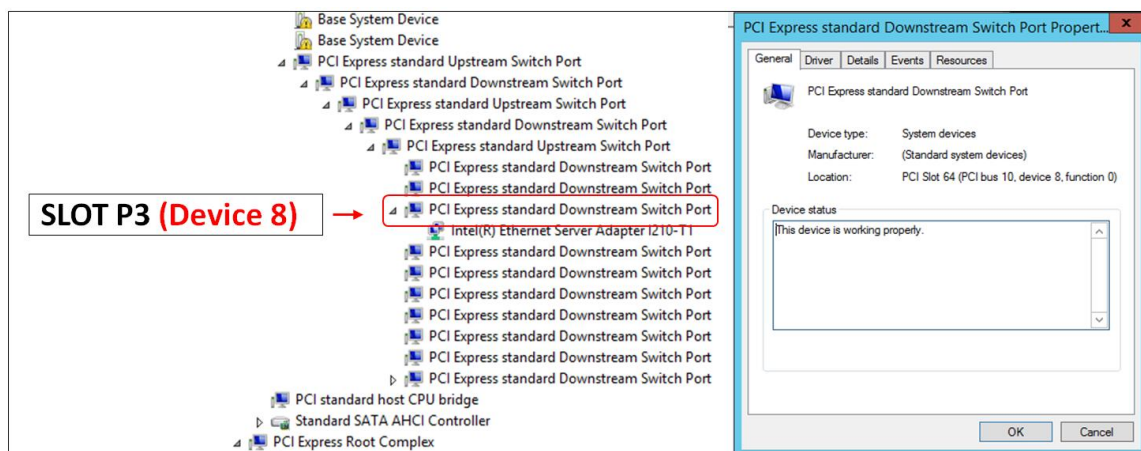 Base System Device
Base System Device
PCI Express standard Upstream Switch Port
PCI Express standard Downstream Switch Port
PCI Express standard Upstream Switch Port
PCI Express standard Downstream Switch Port
PCI Express standard Upstream Switch Port
PCI Express standard Downstream Switch Port
PCI Express standard Downstream Switch Port
SLOT P3 (Device 8)
PCI Express standard Downstream Switch Port
Intel(R) Ethernet Server Adapter I210-T1
PCI Express standard Downstream Switch Port
PCI Express standard Downstream Switch Port
PCI Express standard Downstream Switch Port
PCI Express standard Downstream Switch Port
PCI Express standard Downstream Switch Port
PCI Express standard Downstream Switch Port
PCI Express standard Downstream Switch Port
PCI standard host CPU bridge
Standard SATA AHCI Controller
PCI Express Root Complex
PCI Express standard Downstream Switch Port Propert...
x
General Driver Details Events Resources
PCI Express standard Downstream Switch Port
Device type: System devices
Manufacturer: (Standard system devices)
Location: PCI Slot 64 (PCI bus 10, device 8, function 0)
Device status
This device is working properly.
OK Cancel